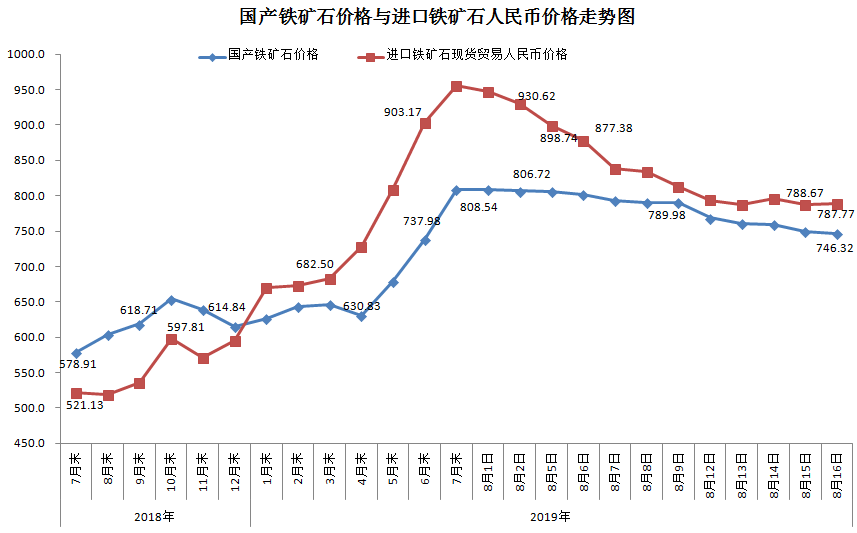 国产铁矿石价格与进口铁矿石人民币价格走势图
国产铁矿石价格
进口铁矿石现货贸易人民币价格
1000.0
950.0
900.0
850.0
800.0
750.0
700.0
650.0
600.0
550.0
500.0
450.0
903.17
930.62
898.74
877.38
806.72
808.54
789.98
788.67
787.77
746.32
737.98
682.50
630.83
618.71
614.84
597.81
578.91
521.13
7月末
8月末
9月末
10月末
11月末
12月末
1月末
2月末
3月末
4月末
5月末
6月末
7月末
8月1日
8月2日
8月5日
8月6日
8月7日
8月8日
8月9日
8月12日
8月13日
8月14日
8月15日
8月16日
2018年
2019年